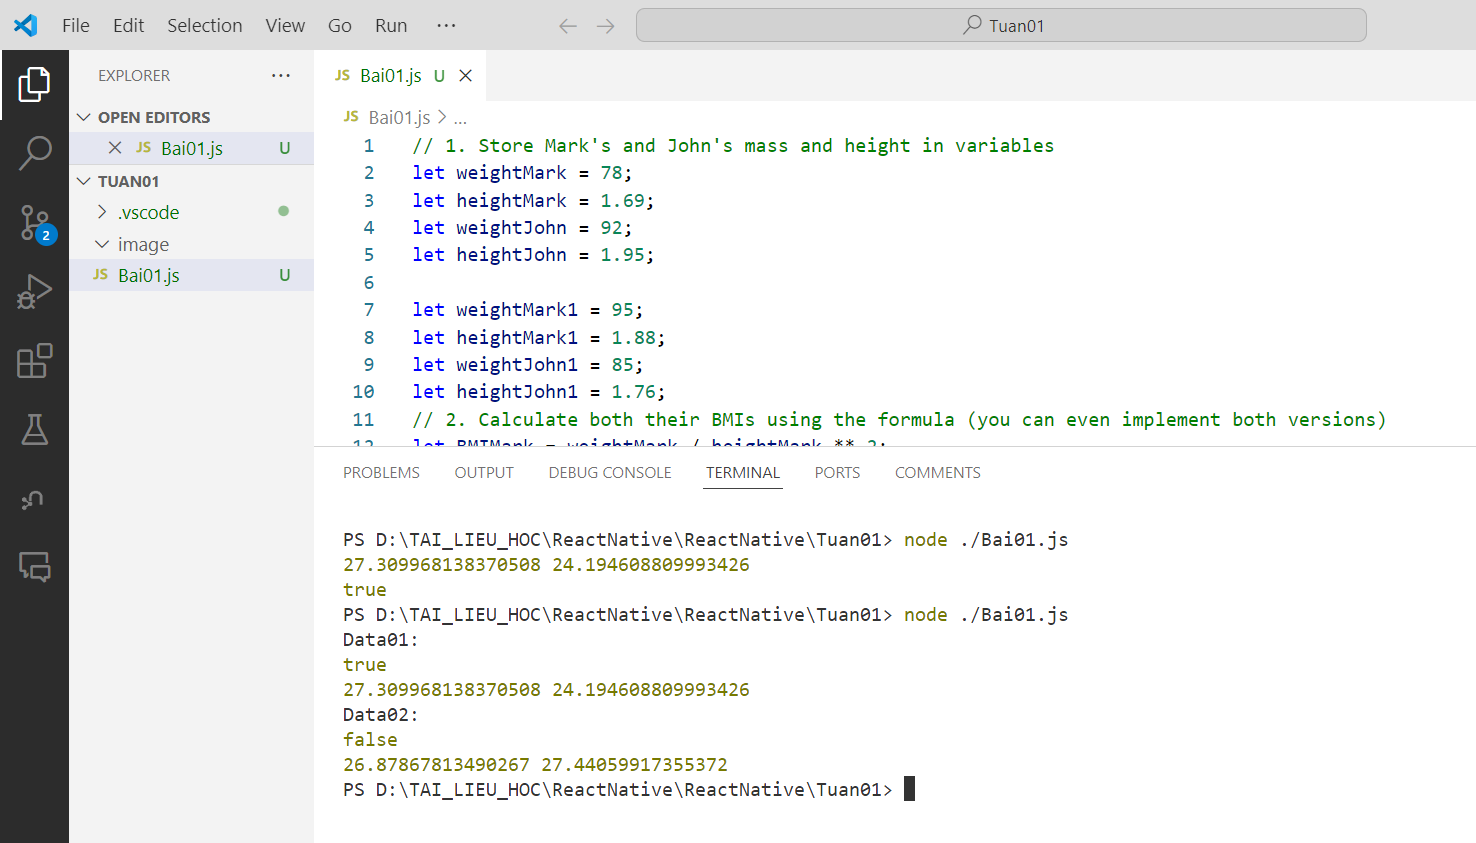 File Edit Selection View Go Run ... Tuan01
EXPLORER ...
OPEN EDITORS
JS Bai01.js U
TUAN01
.vscode
image
JS Bai01.js U
2
JS Bai01.js U
JS Bai01.js > ...
1 // 1. Store Mark's and John's mass and height in variables
2 let weightMark = 78;
3 let heightMark = 1.69;
4 let weightJohn = 92;
5 let heightJohn = 1.95;
6
7 let weightMark1 = 95;
8 let heightMark1 = 1.88;
9 let weightJohn1 = 85;
10 let heightJohn1 = 1.76;
11 // 2. Calculate both their BMIs using the formula (you can even implement both versions)
12 let BMIMark = weightMark / heightMark ** 2;
PROBLEMS OUTPUT DEBUG CONSOLE TERMINAL PORTS COMMENTS
PS D:\TAI_LIEU_HOC\ReactNative\ReactNative\Tuan01> node ./Bai01.js
27.309968138370508 24.194608809993426
true
PS D:\TAI_LIEU_HOC\ReactNative\ReactNative\Tuan01> node ./Bai01.js
Data01:
true
27.309968138370508 24.194608809993426
Data02:
false
26.87867813490267 27.44059917355372
PS D:\TAI_LIEU_HOC\ReactNative\ReactNative\Tuan01>